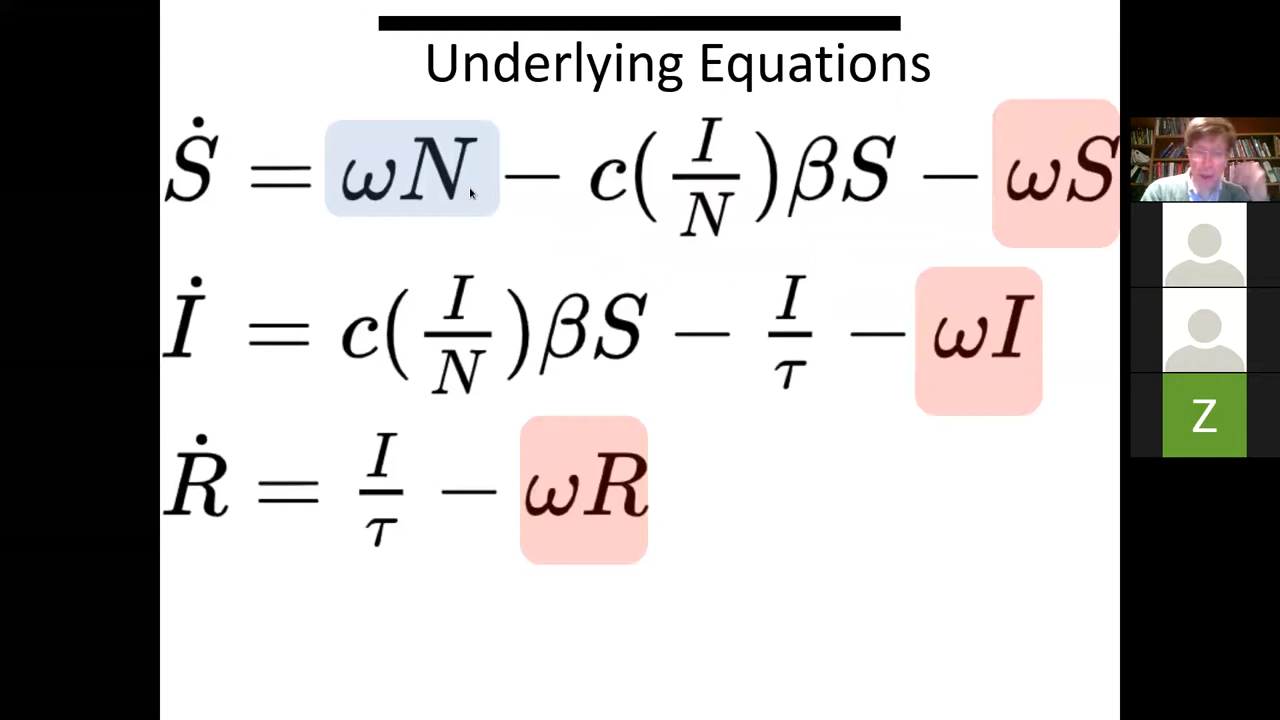 Underlying Equations
Ṡ = ωN − c(I/N)βS − ωS
İ = c(I/N)βS − I/τ − ωI
Ṙ = I/τ − ωR
Z